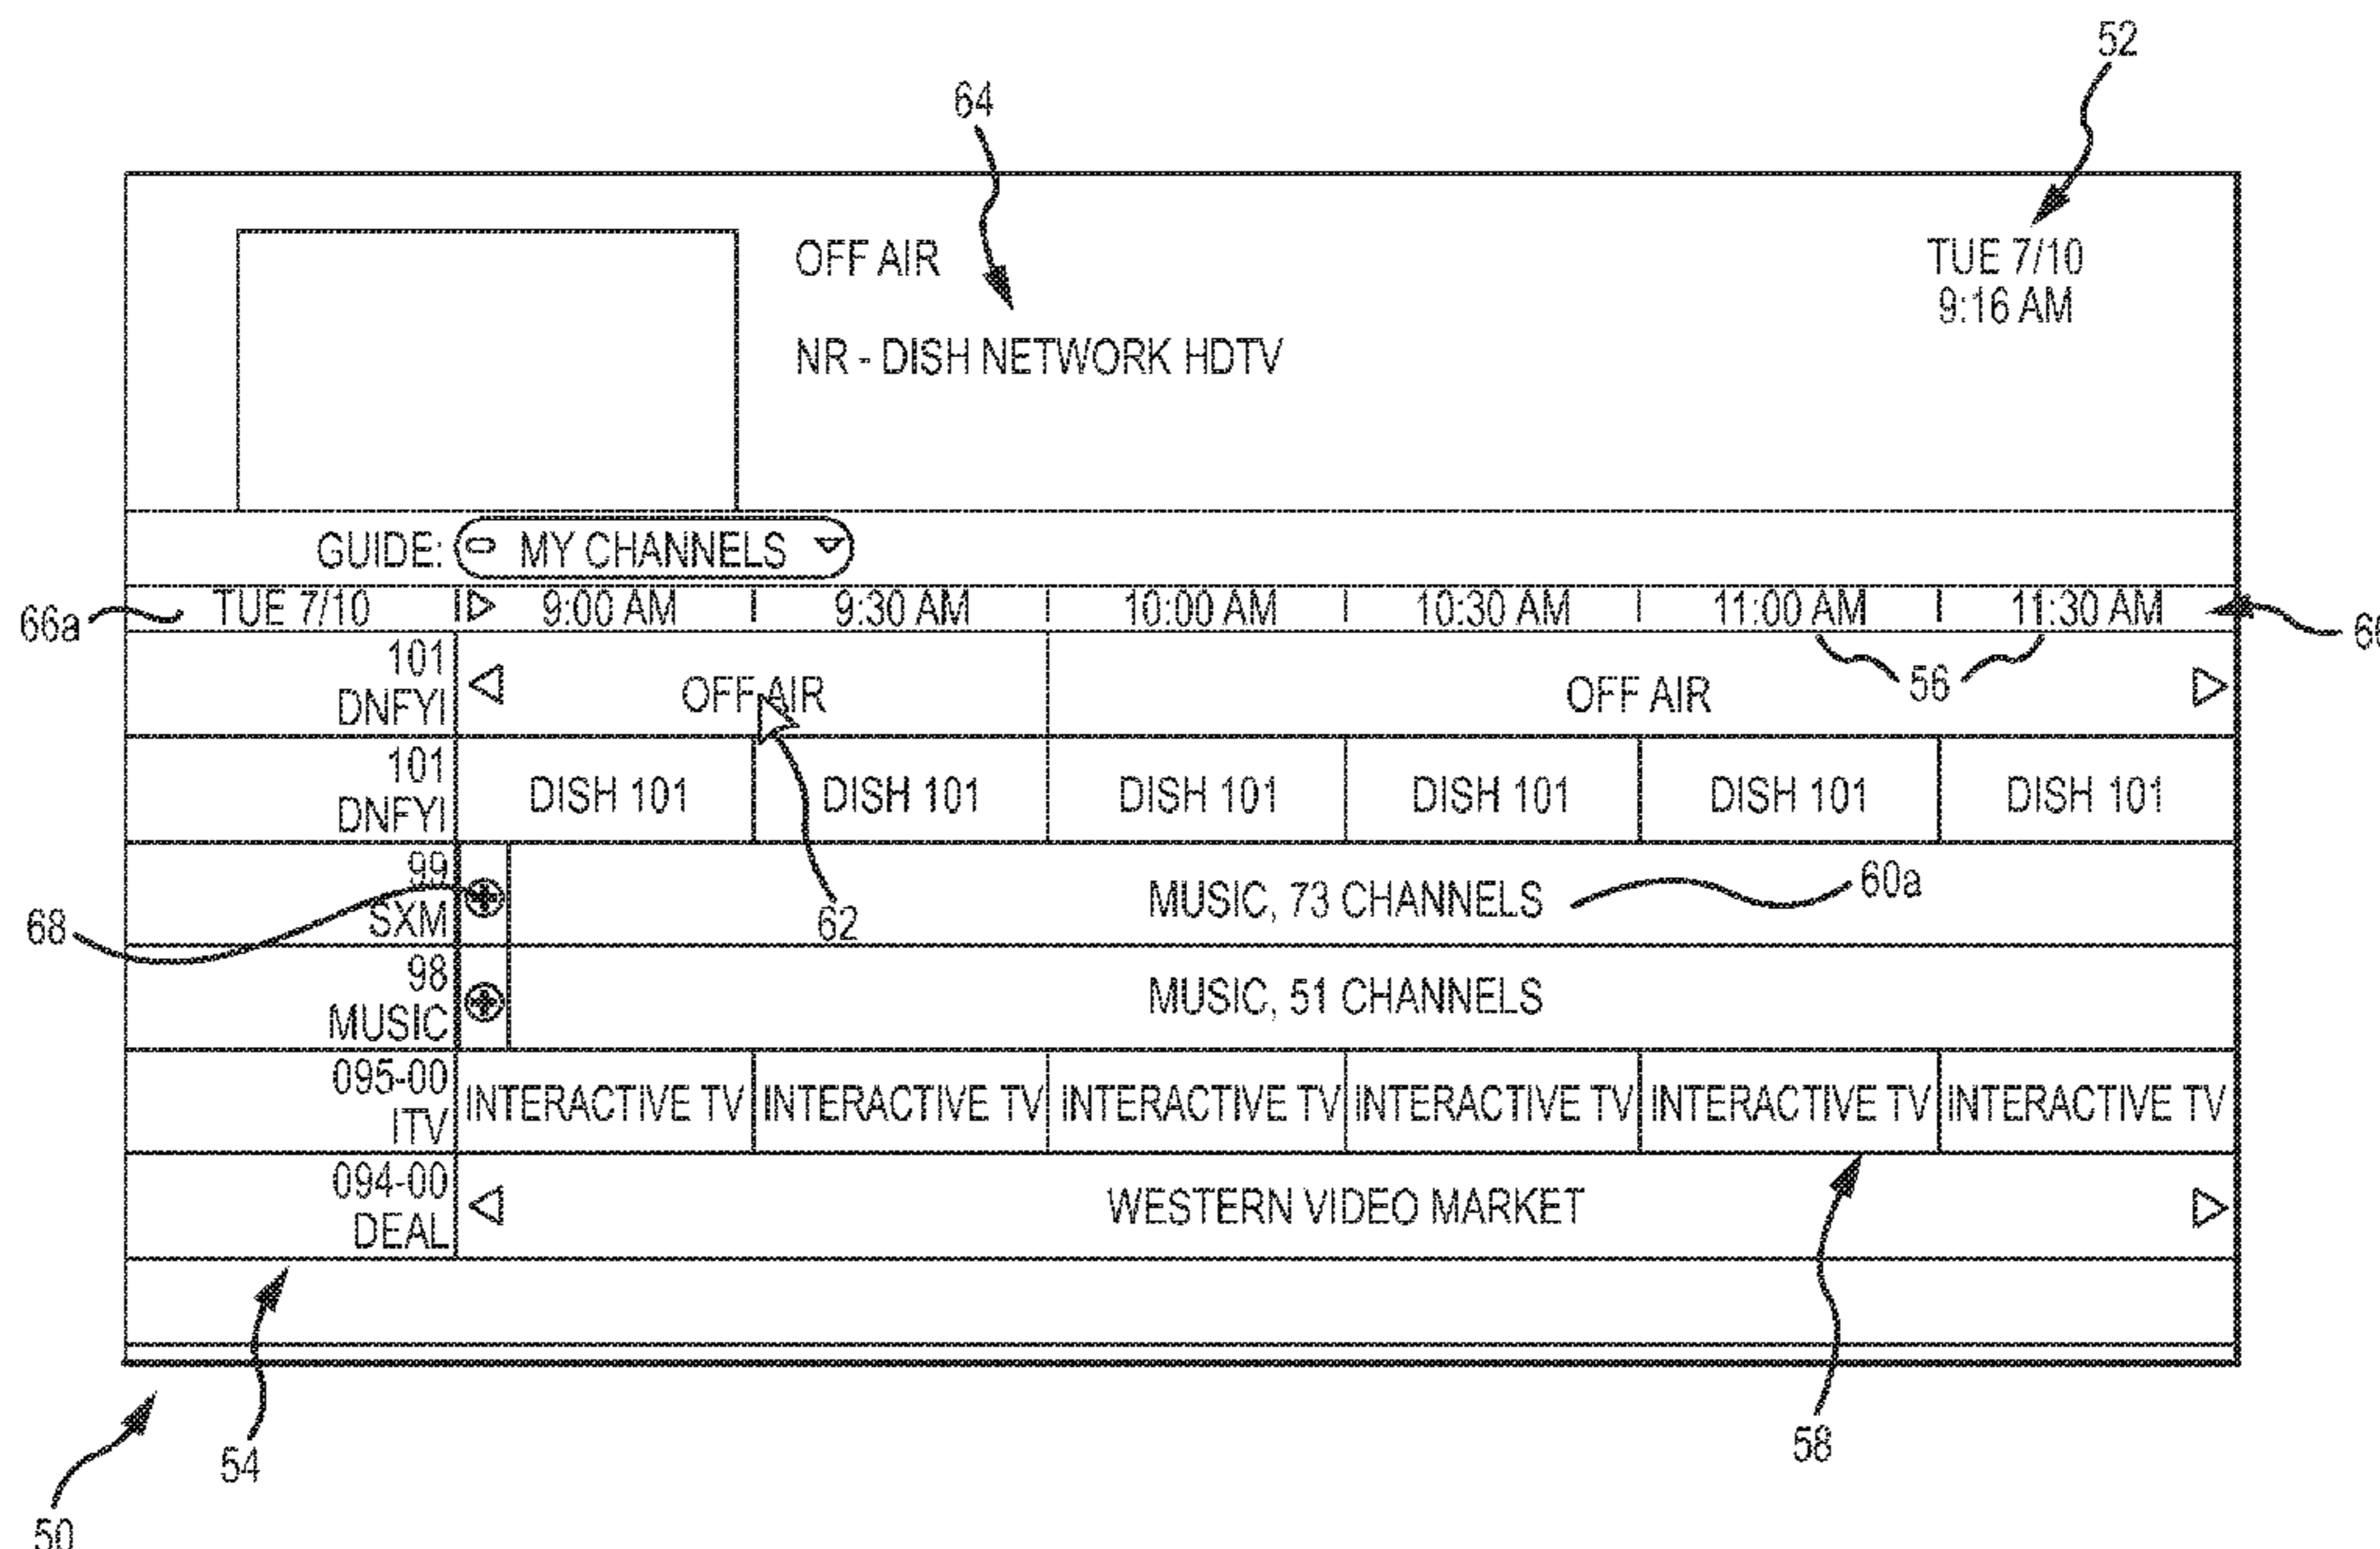 52
64
OFF AIR
TUE 7/10
9:16 AM
NR - DISH NETWORK HDTV
GUIDE: MY CHANNELS
66a TUE 7/10 9:00 AM 9:30 AM 10:00 AM 10:30 AM 11:00 AM 11:30 AM
101
DNFYI
OFF AIR OFF AIR 56
101
DNFYI
DISH 101 DISH 101 DISH 101 DISH 101 DISH 101 DISH 101
99
SXM
MUSIC, 73 CHANNELS 60a
68 62
98
MUSIC
MUSIC, 51 CHANNELS
095-00
ITV
INTERACTIVE TV INTERACTIVE TV INTERACTIVE TV INTERACTIVE TV INTERACTIVE TV INTERACTIVE TV
094-00
DEAL
WESTERN VIDEO MARKET
54 58
50